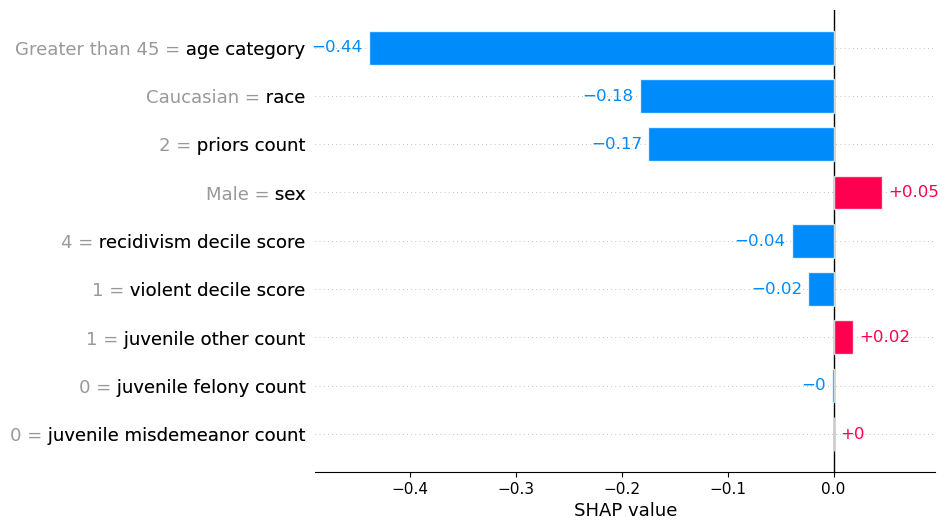 Greater than 45 = age category −0.44
Caucasian = race −0.18
2 = priors count −0.17
Male = sex +0.05
4 = recidivism decile score −0.04
1 = violent decile score −0.02
1 = juvenile other count +0.02
0 = juvenile felony count −0
0 = juvenile misdemeanor count +0
−0.4 −0.3 −0.2 −0.1 0.0
SHAP value